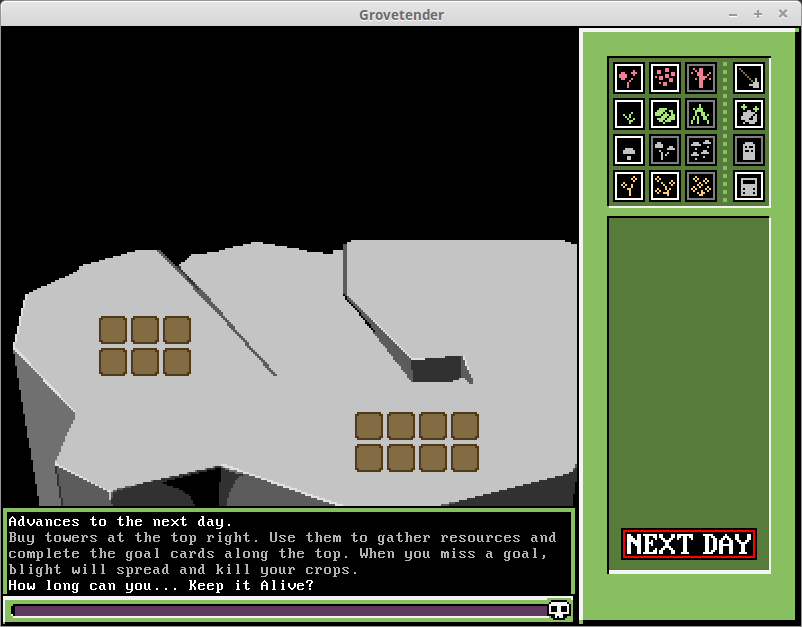 Grovetender
Advances to the next day.
Buy towers at the top right. Use them to gather resources and
complete the goal cards along the top. When you miss a goal,
blight will spread and kill your crops.
How long can you... Keep it Alive?
NEXT DAY